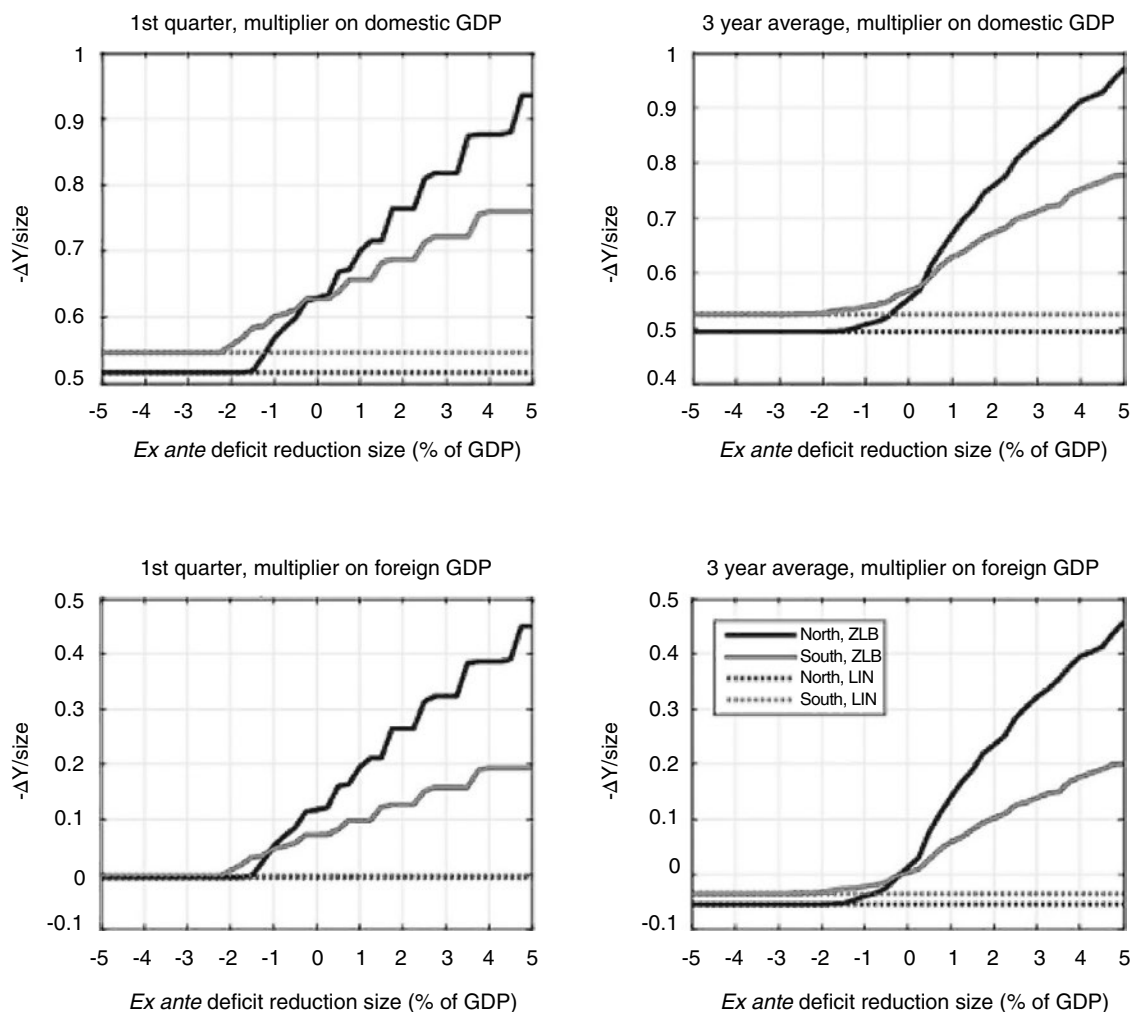 1st quarter, multiplier on domestic GDP
1
0.9
0.8
0.7
0.6
0.5
-ΔY/size
-5 -4 -3 -2 -1 0 1 2 3 4 5
Ex ante deficit reduction size (% of GDP)
3 year average, multiplier on domestic GDP
1
0.9
0.8
0.7
0.6
0.5
0.4
-ΔY/size
-5 -4 -3 -2 -1 0 1 2 3 4 5
Ex ante deficit reduction size (% of GDP)
1st quarter, multiplier on foreign GDP
0.5
0.4
0.3
0.2
0.1
0
-0.1
-ΔY/size
-5 -4 -3 -2 -1 0 1 2 3 4 5
Ex ante deficit reduction size (% of GDP)
3 year average, multiplier on foreign GDP
0.5
0.4
0.3
0.2
0.1
0
-0.1
-ΔY/size
North, ZLB
South, ZLB
North, LIN
South, LIN
-5 -4 -3 -2 -1 0 1 2 3 4 5
Ex ante deficit reduction size (% of GDP)